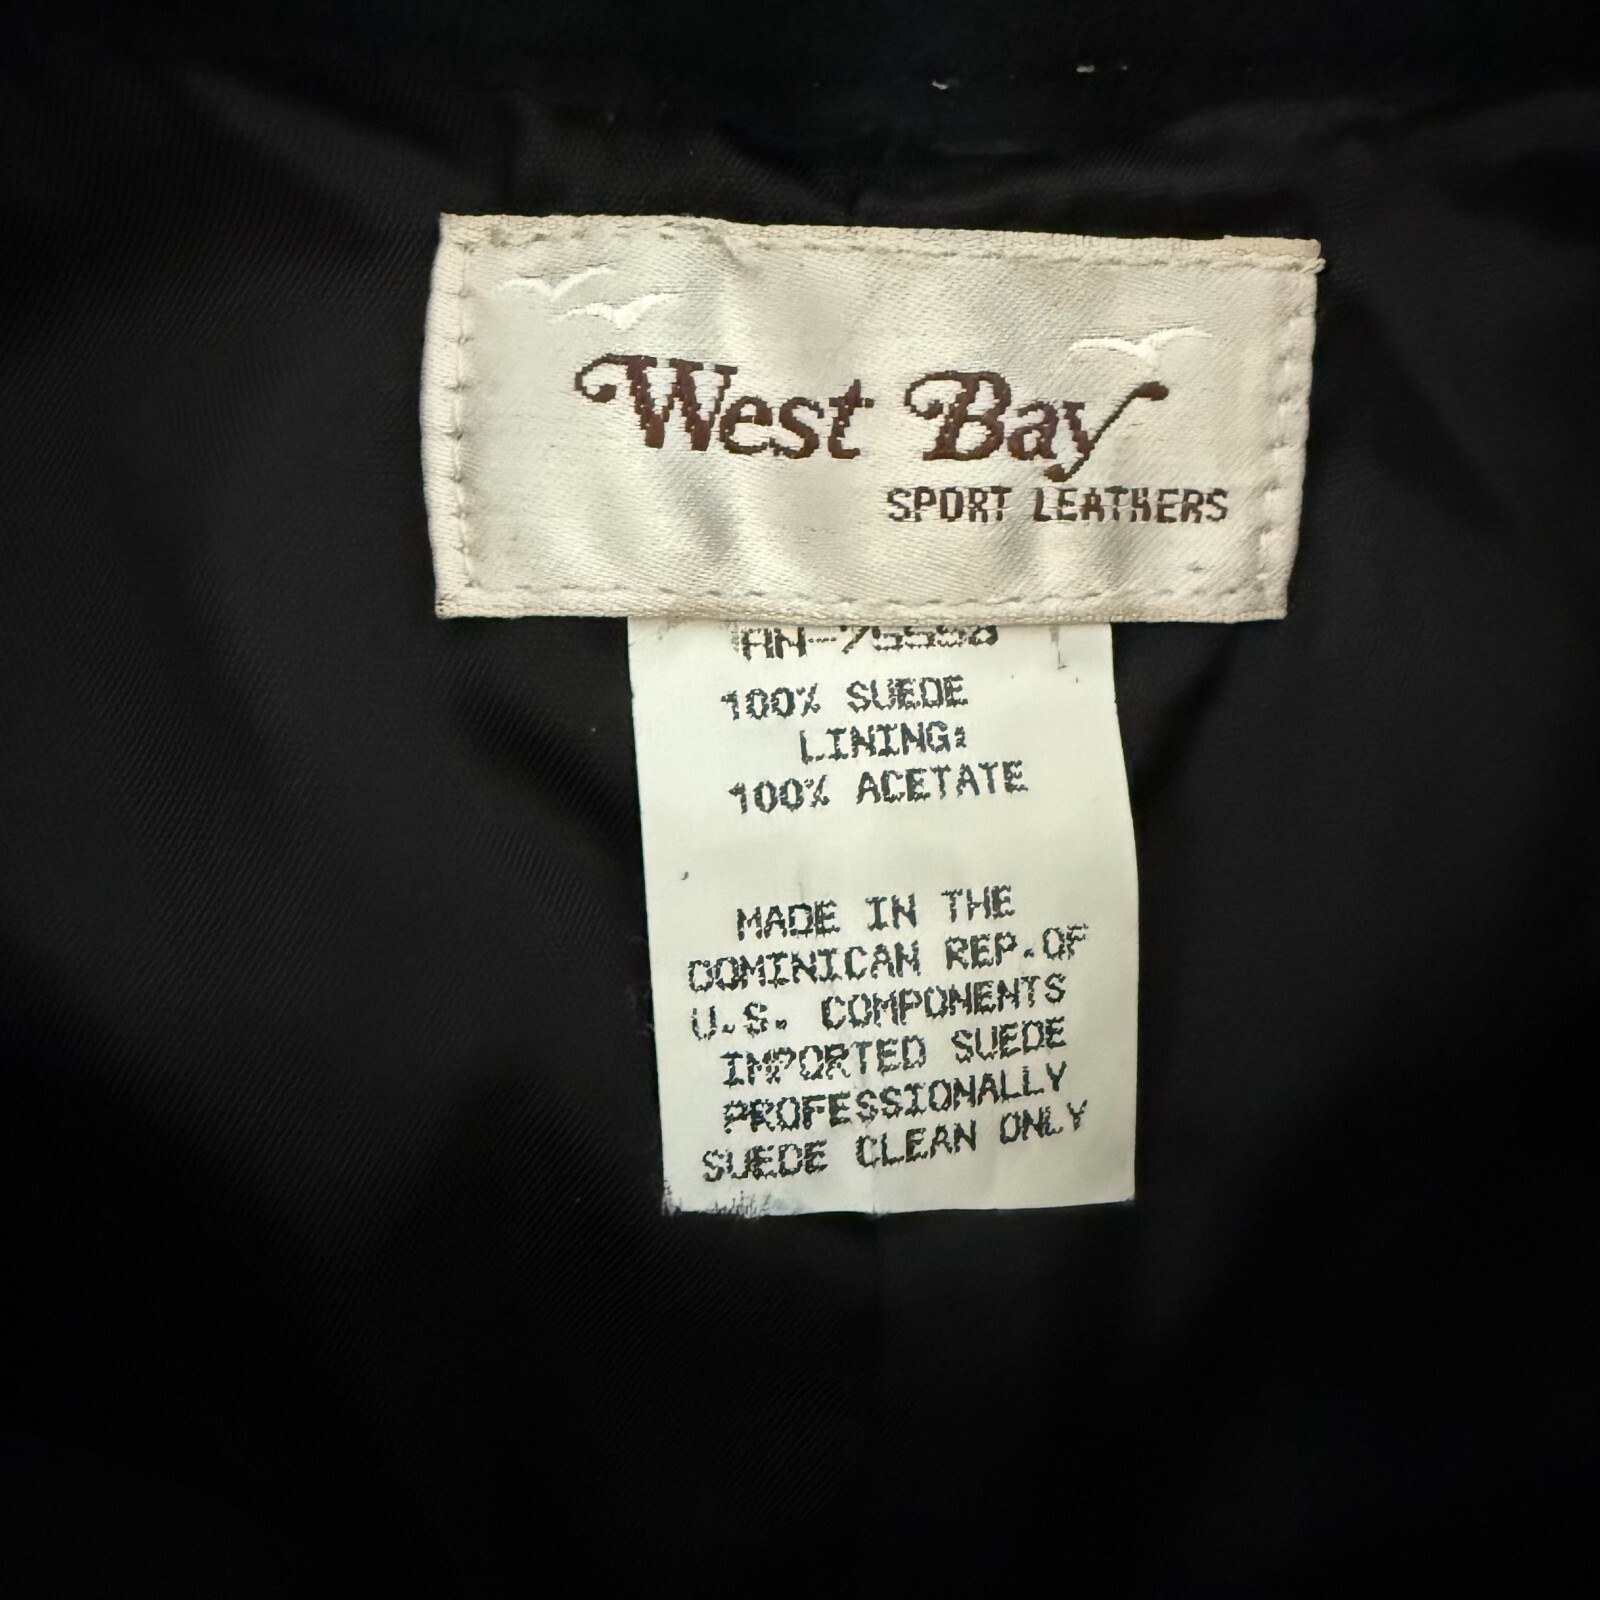 West Bay
SPORT LEATHERS
100% SUEDE
LINING:
100% ACETATE
MADE IN THE
DOMINICAN REP. OF
U.S. COMPONENTS
IMPORTED SUEDE
PROFESSIONALLY
SUEDE CLEAN ONLY